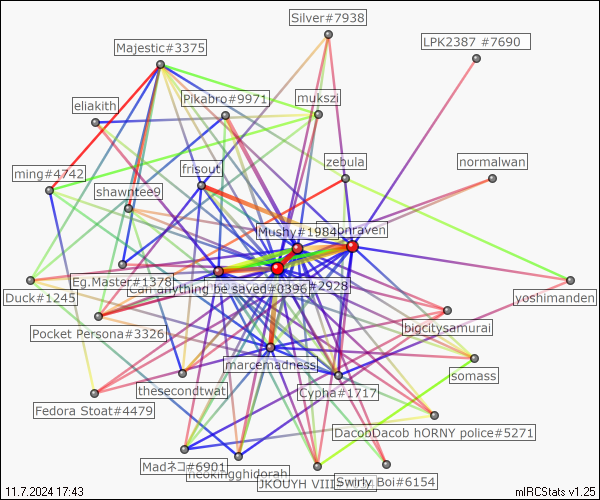 Silver#7938
LPK2387 #7690
Majestic#3375
Pikabro#9971
mukszi
eliakith
zebula
normalwan
frisout
ming#4742
shawntee9
Mushy#1984
onraven
Eg.Master#1378
Can anything be saved#0396
#2928
Duck#1245
yoshimanden
Pocket Persona#3326
bigcitysamurai
marcemadness
somass
thesecondtwat
Cypha#1717
Fedora Stoat#4479
DacobDacob hORNY police#5271
Madネコ#6901
neokingghidorah
JKOUYH VIII
Swirly Boi#6154
11.7.2024 17:43
mIRCStats v1.25